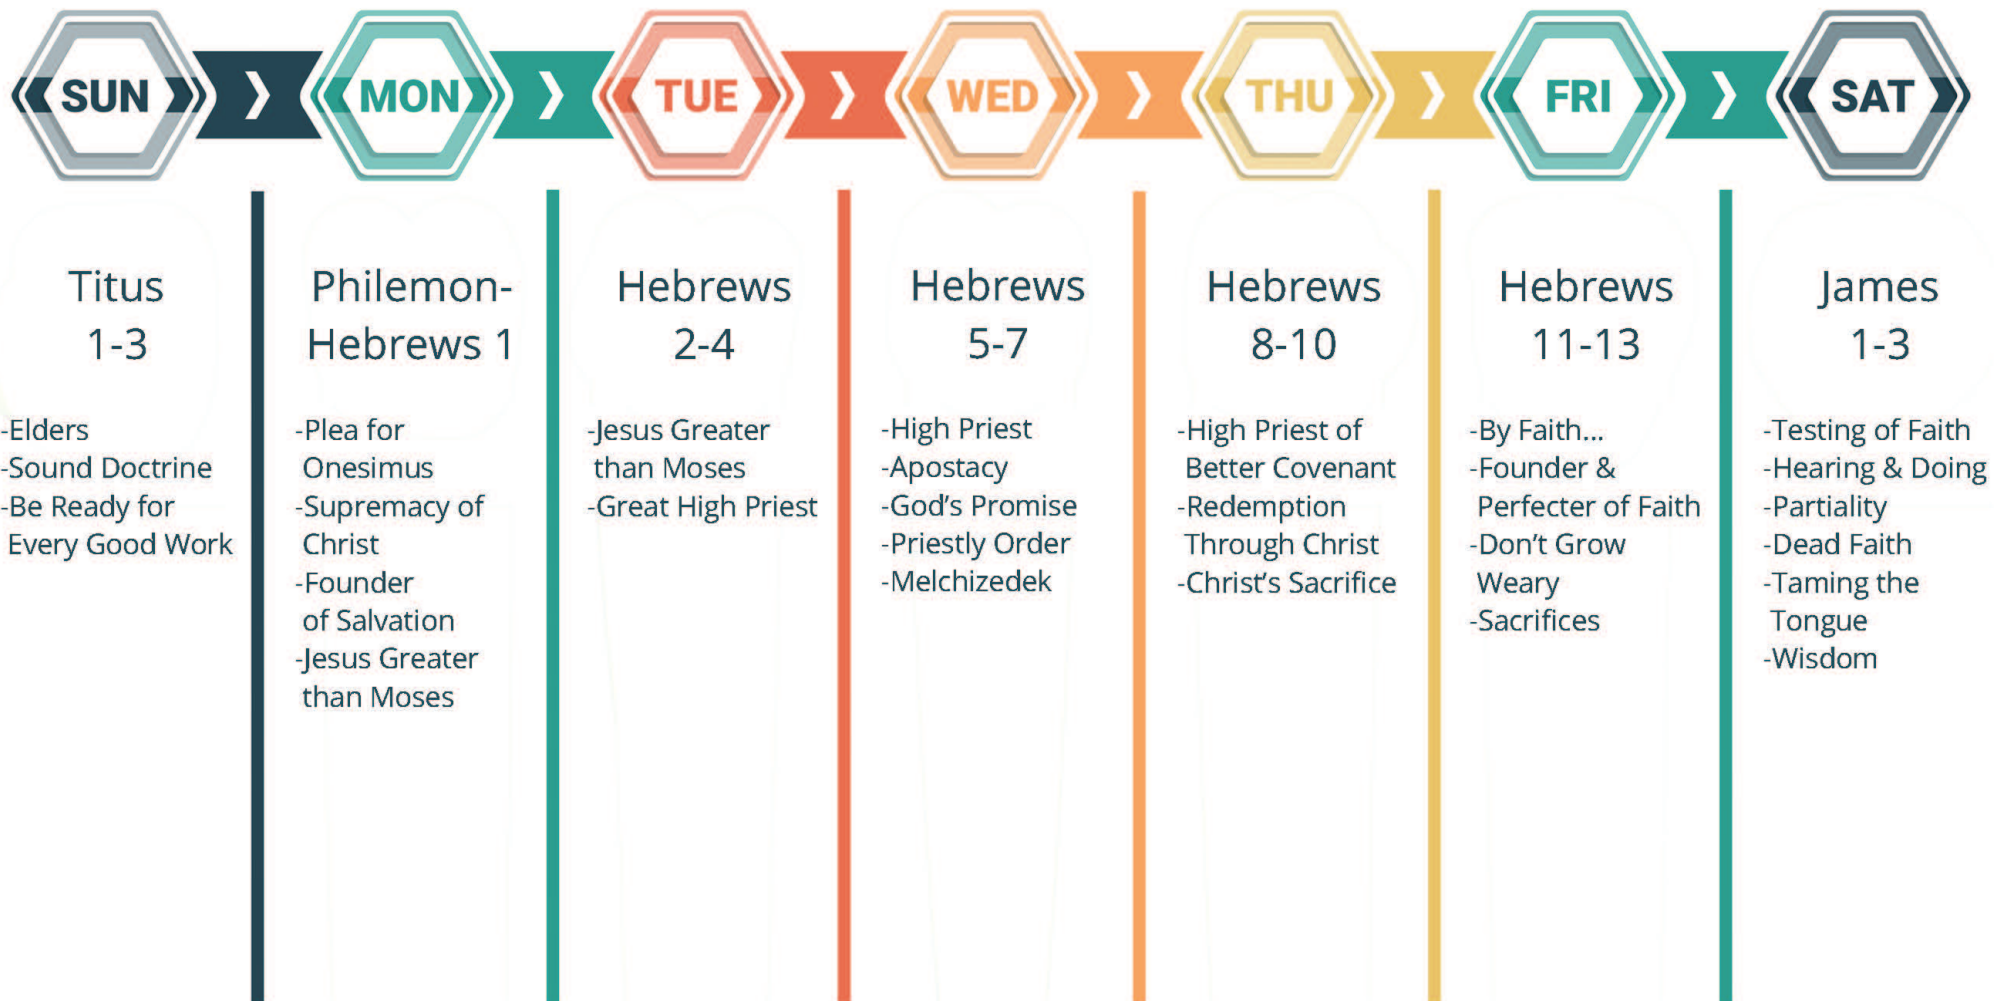 SUN
MON
TUE
WED
THU
FRI
SAT
Titus
1-3
-Elders
-Sound Doctrine
-Be Ready for
Every Good Work
Philemon-
Hebrews 1
-Plea for
Onesimus
-Supremacy of
Christ
-Founder
of Salvation
-Jesus Greater
than Moses
Hebrews
2-4
-Jesus Greater
than Moses
-Great High Priest
Hebrews
5-7
-High Priest
-Apostacy
-God's Promise
-Priestly Order
-Melchizedek
Hebrews
8-10
-High Priest of
Better Covenant
-Redemption
Through Christ
-Christ's Sacrifice
Hebrews
11-13
-By Faith...
-Founder &
Perfecter of Faith
-Don't Grow
Weary
-Sacrifices
James
1-3
-Testing of Faith
-Hearing & Doing
-Partiality
-Dead Faith
-Taming the
Tongue
-Wisdom